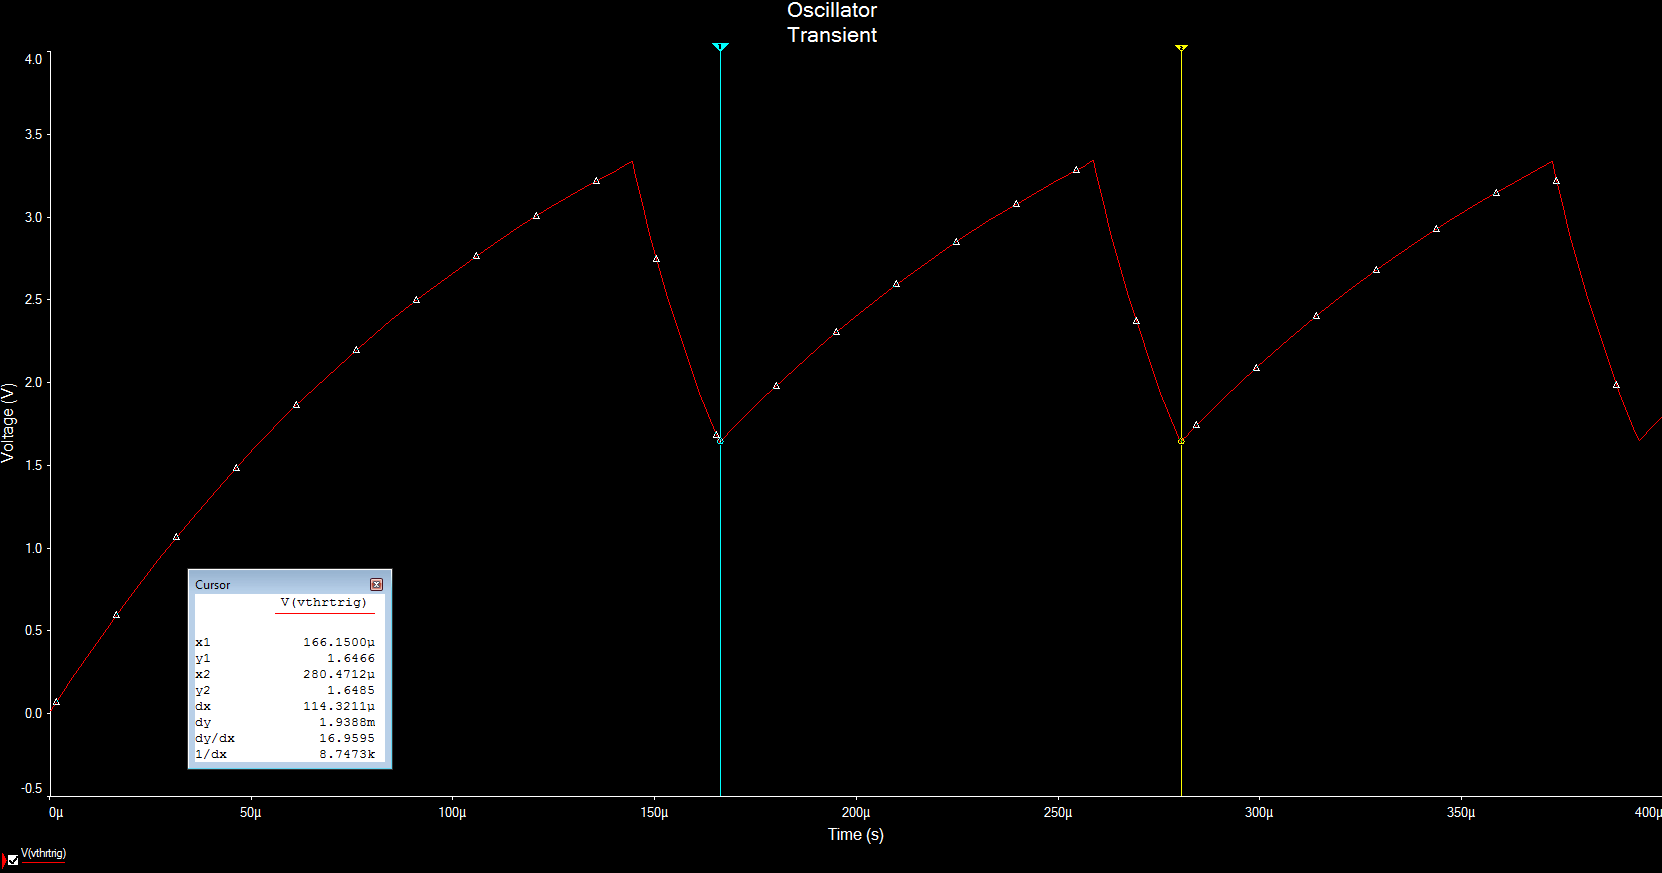 Oscillator
Transient
4.0
3.5
3.0
2.5
2.0
1.5
1.0
0.5
0.0
-0.5
Voltage (V)
1
2
Cursor
V(vthrtrig)
x1 166.1500µ
y1 1.6466
x2 280.4712µ
y2 1.6485
dx 114.3211µ
dy 1.9388m
dy/dx 16.9595
1/dx 8.7473k
0µ 50µ 100µ 150µ 200µ 250µ 300µ 350µ 400µ
Time (s)
V(vthrtrig)